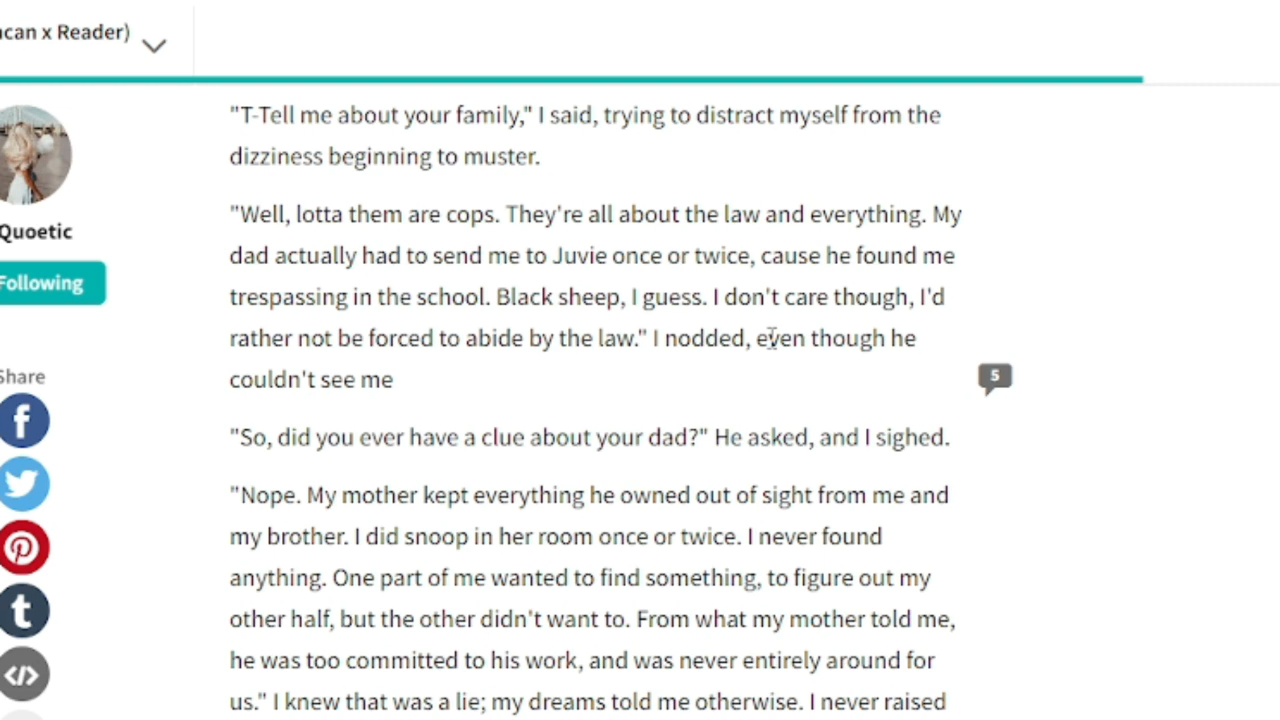 ncan x Reader)
"T-Tell me about your family," I said, trying to distract myself from the
dizziness beginning to muster.
Quoetic
Following
"Well, lotta them are cops. They're all about the law and everything. My
dad actually had to send me to Juvie once or twice, cause he found me
trespassing in the school. Black sheep, I guess. I don't care though, I'd
rather not be forced to abide by the law." I nodded, even though he
couldn't see me
5
Share
"So, did you ever have a clue about your dad?" He asked, and I sighed.
"Nope. My mother kept everything he owned out of sight from me and
my brother. I did snoop in her room once or twice. I never found
anything. One part of me wanted to find something, to figure out my
other half, but the other didn't want to. From what my mother told me,
he was too committed to his work, and was never entirely around for
us." I knew that was a lie; my dreams told me otherwise. I never raised